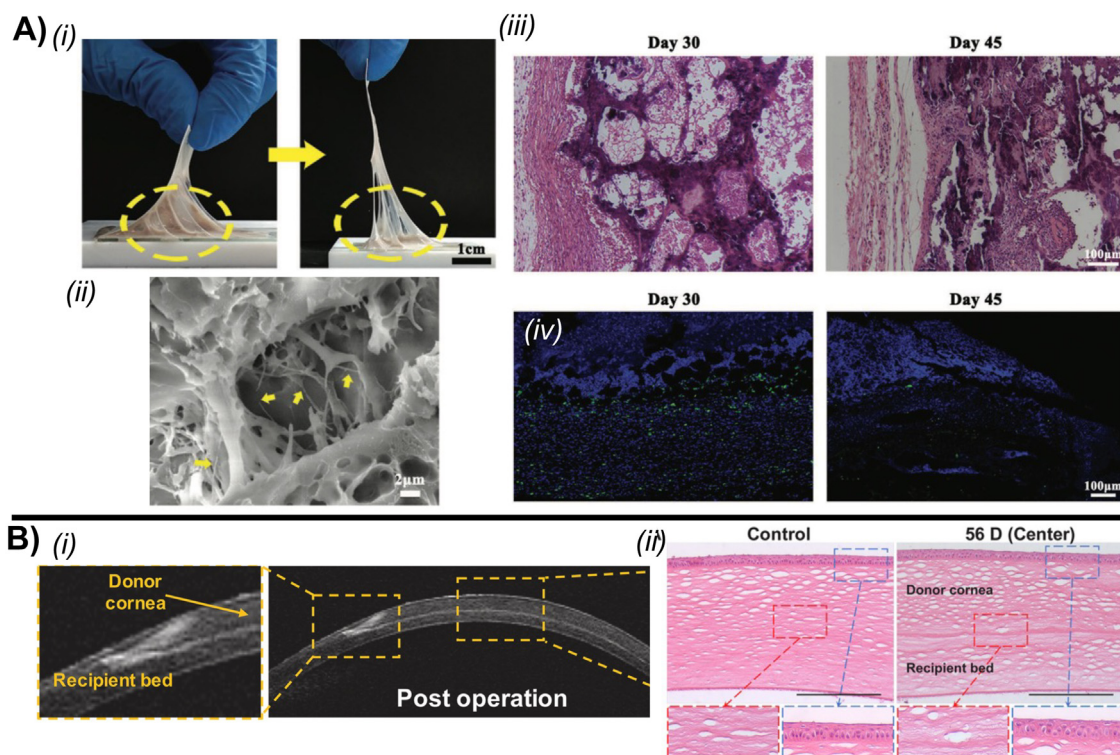 A)
(i)
1cm
(ii)
2µm
(iii)
Day 30
Day 45
100µm
(iv)
Day 30
Day 45
100µm
B)
(i)
Donor
cornea
Recipient bed
Post operation
(ii)
Control
56 D (Center)
Donor cornea
Recipient bed